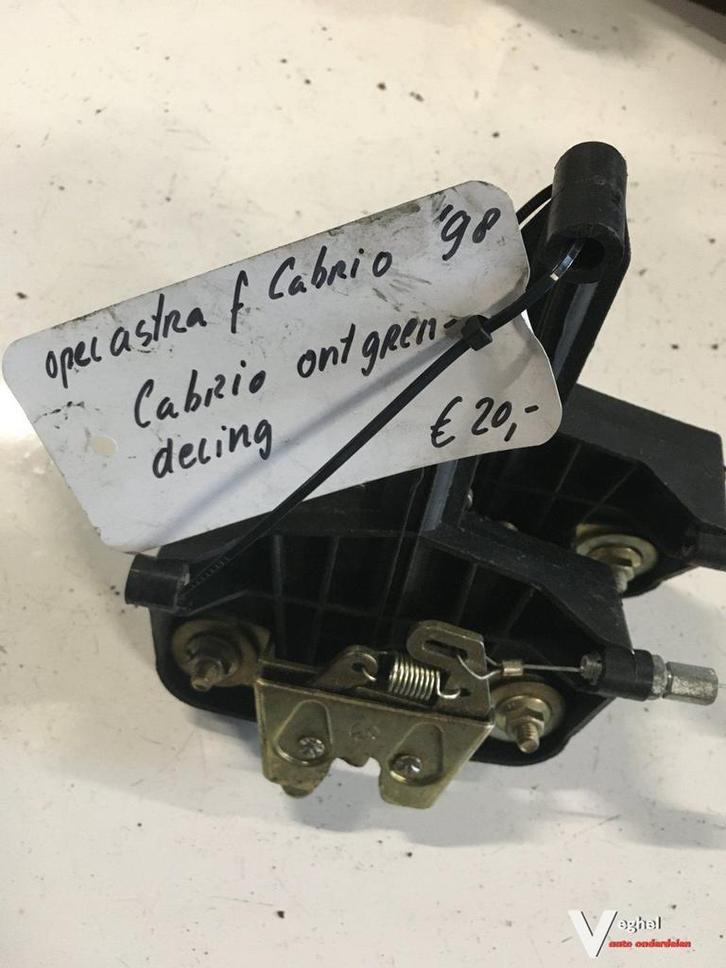 opel astra f Cabrio '98
Cabrio ontgren-
deling
€ 20,-
Veghel
auto onderdelen